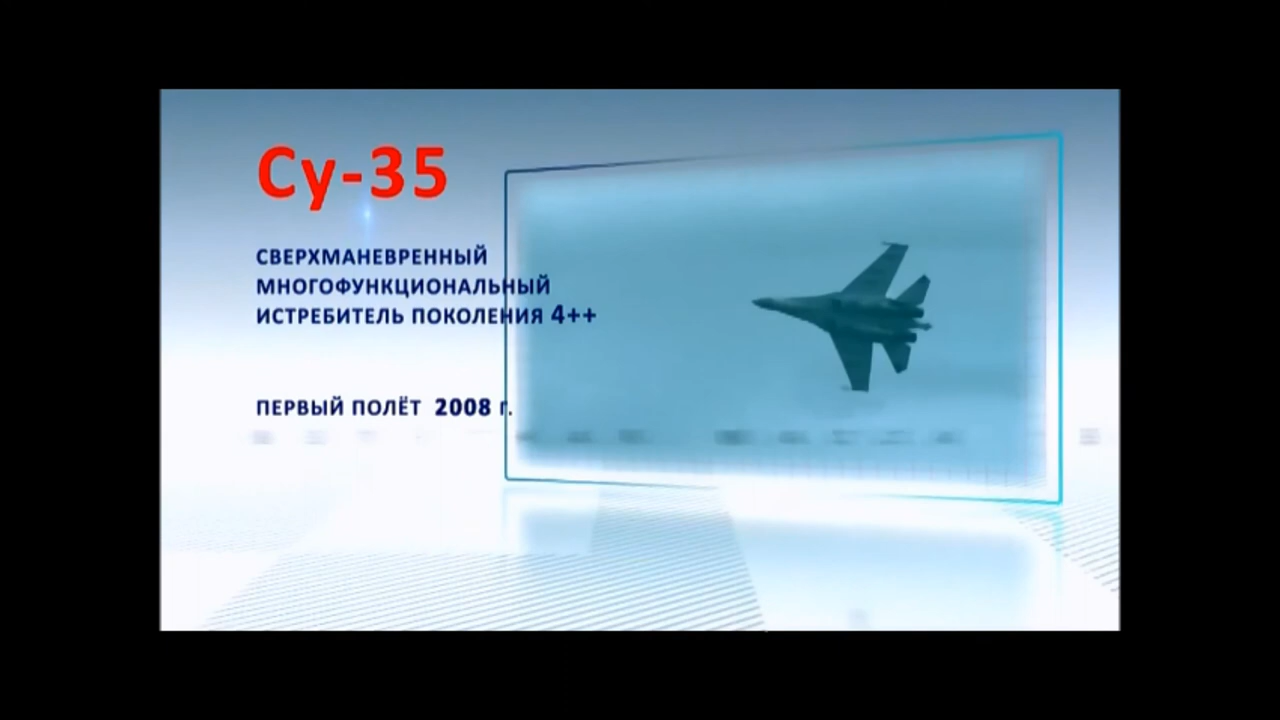 Су-35
СВЕРХМАНЕВРЕННЫЙ
МНОГОФУНКЦИОНАЛЬНЫЙ
ИСТРЕБИТЕЛЬ ПОКОЛЕНИЯ 4++
ПЕРВЫЙ ПОЛЁТ 2008 г.